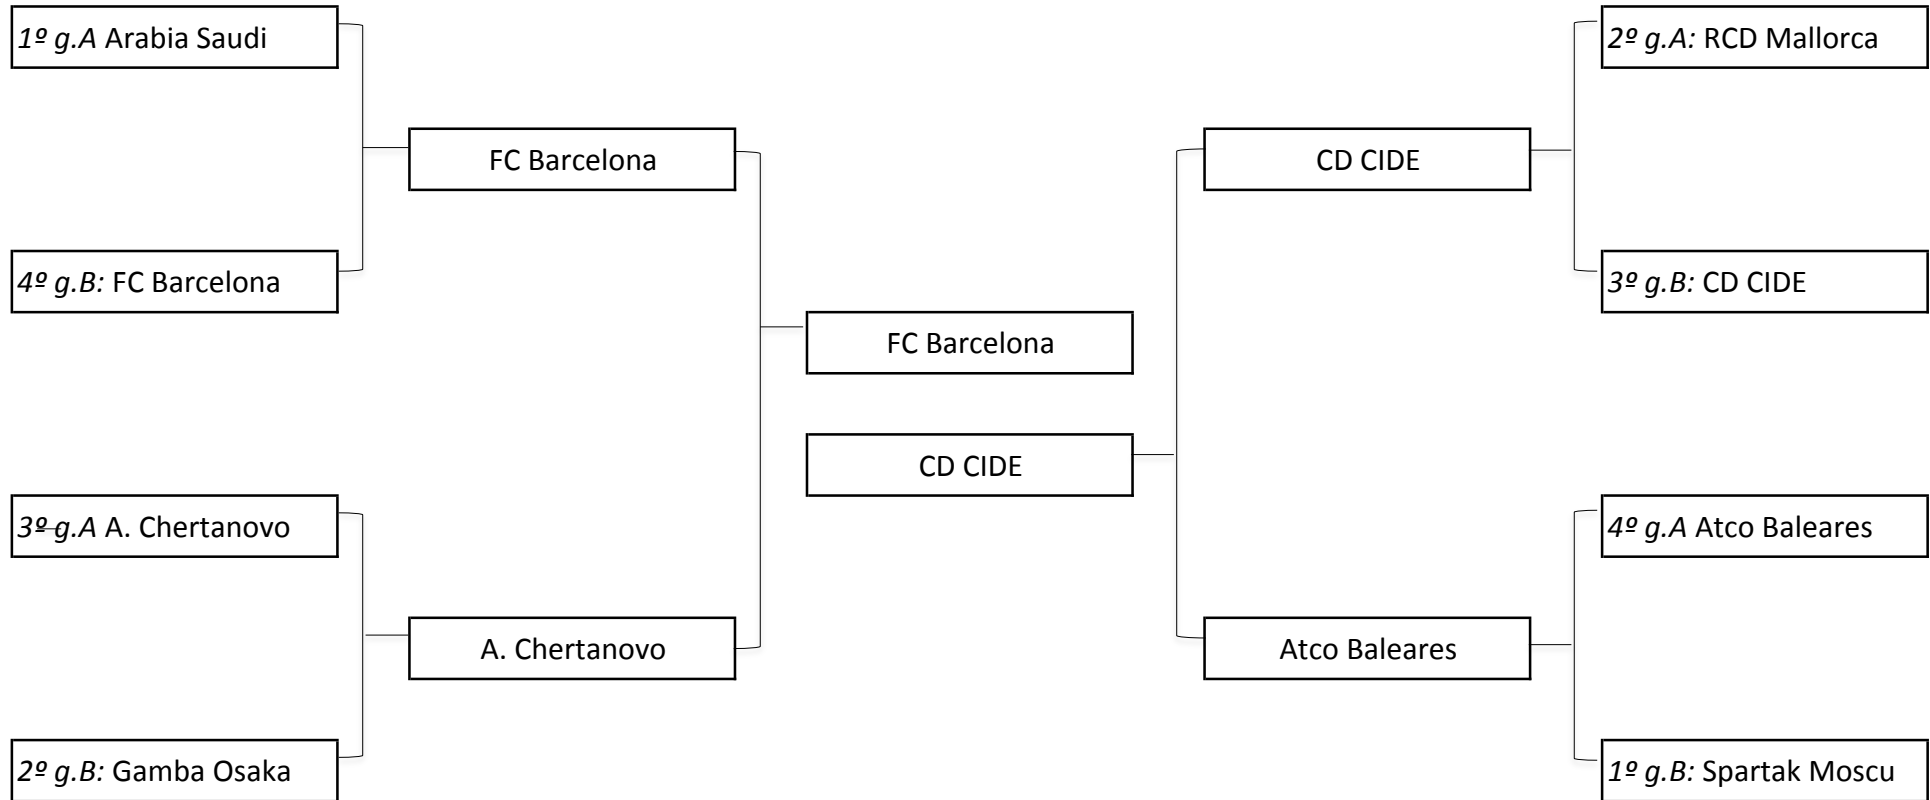 1º g.A Arabia Saudi
2º g.A: RCD Mallorca
FC Barcelona
CD CIDE
4º g.B: FC Barcelona
3º g.B: CD CIDE
FC Barcelona
CD CIDE
3º g.A A. Chertanovo
4º g.A Atco Baleares
A. Chertanovo
Atco Baleares
2º g.B: Gamba Osaka
1º g.B: Spartak Moscu